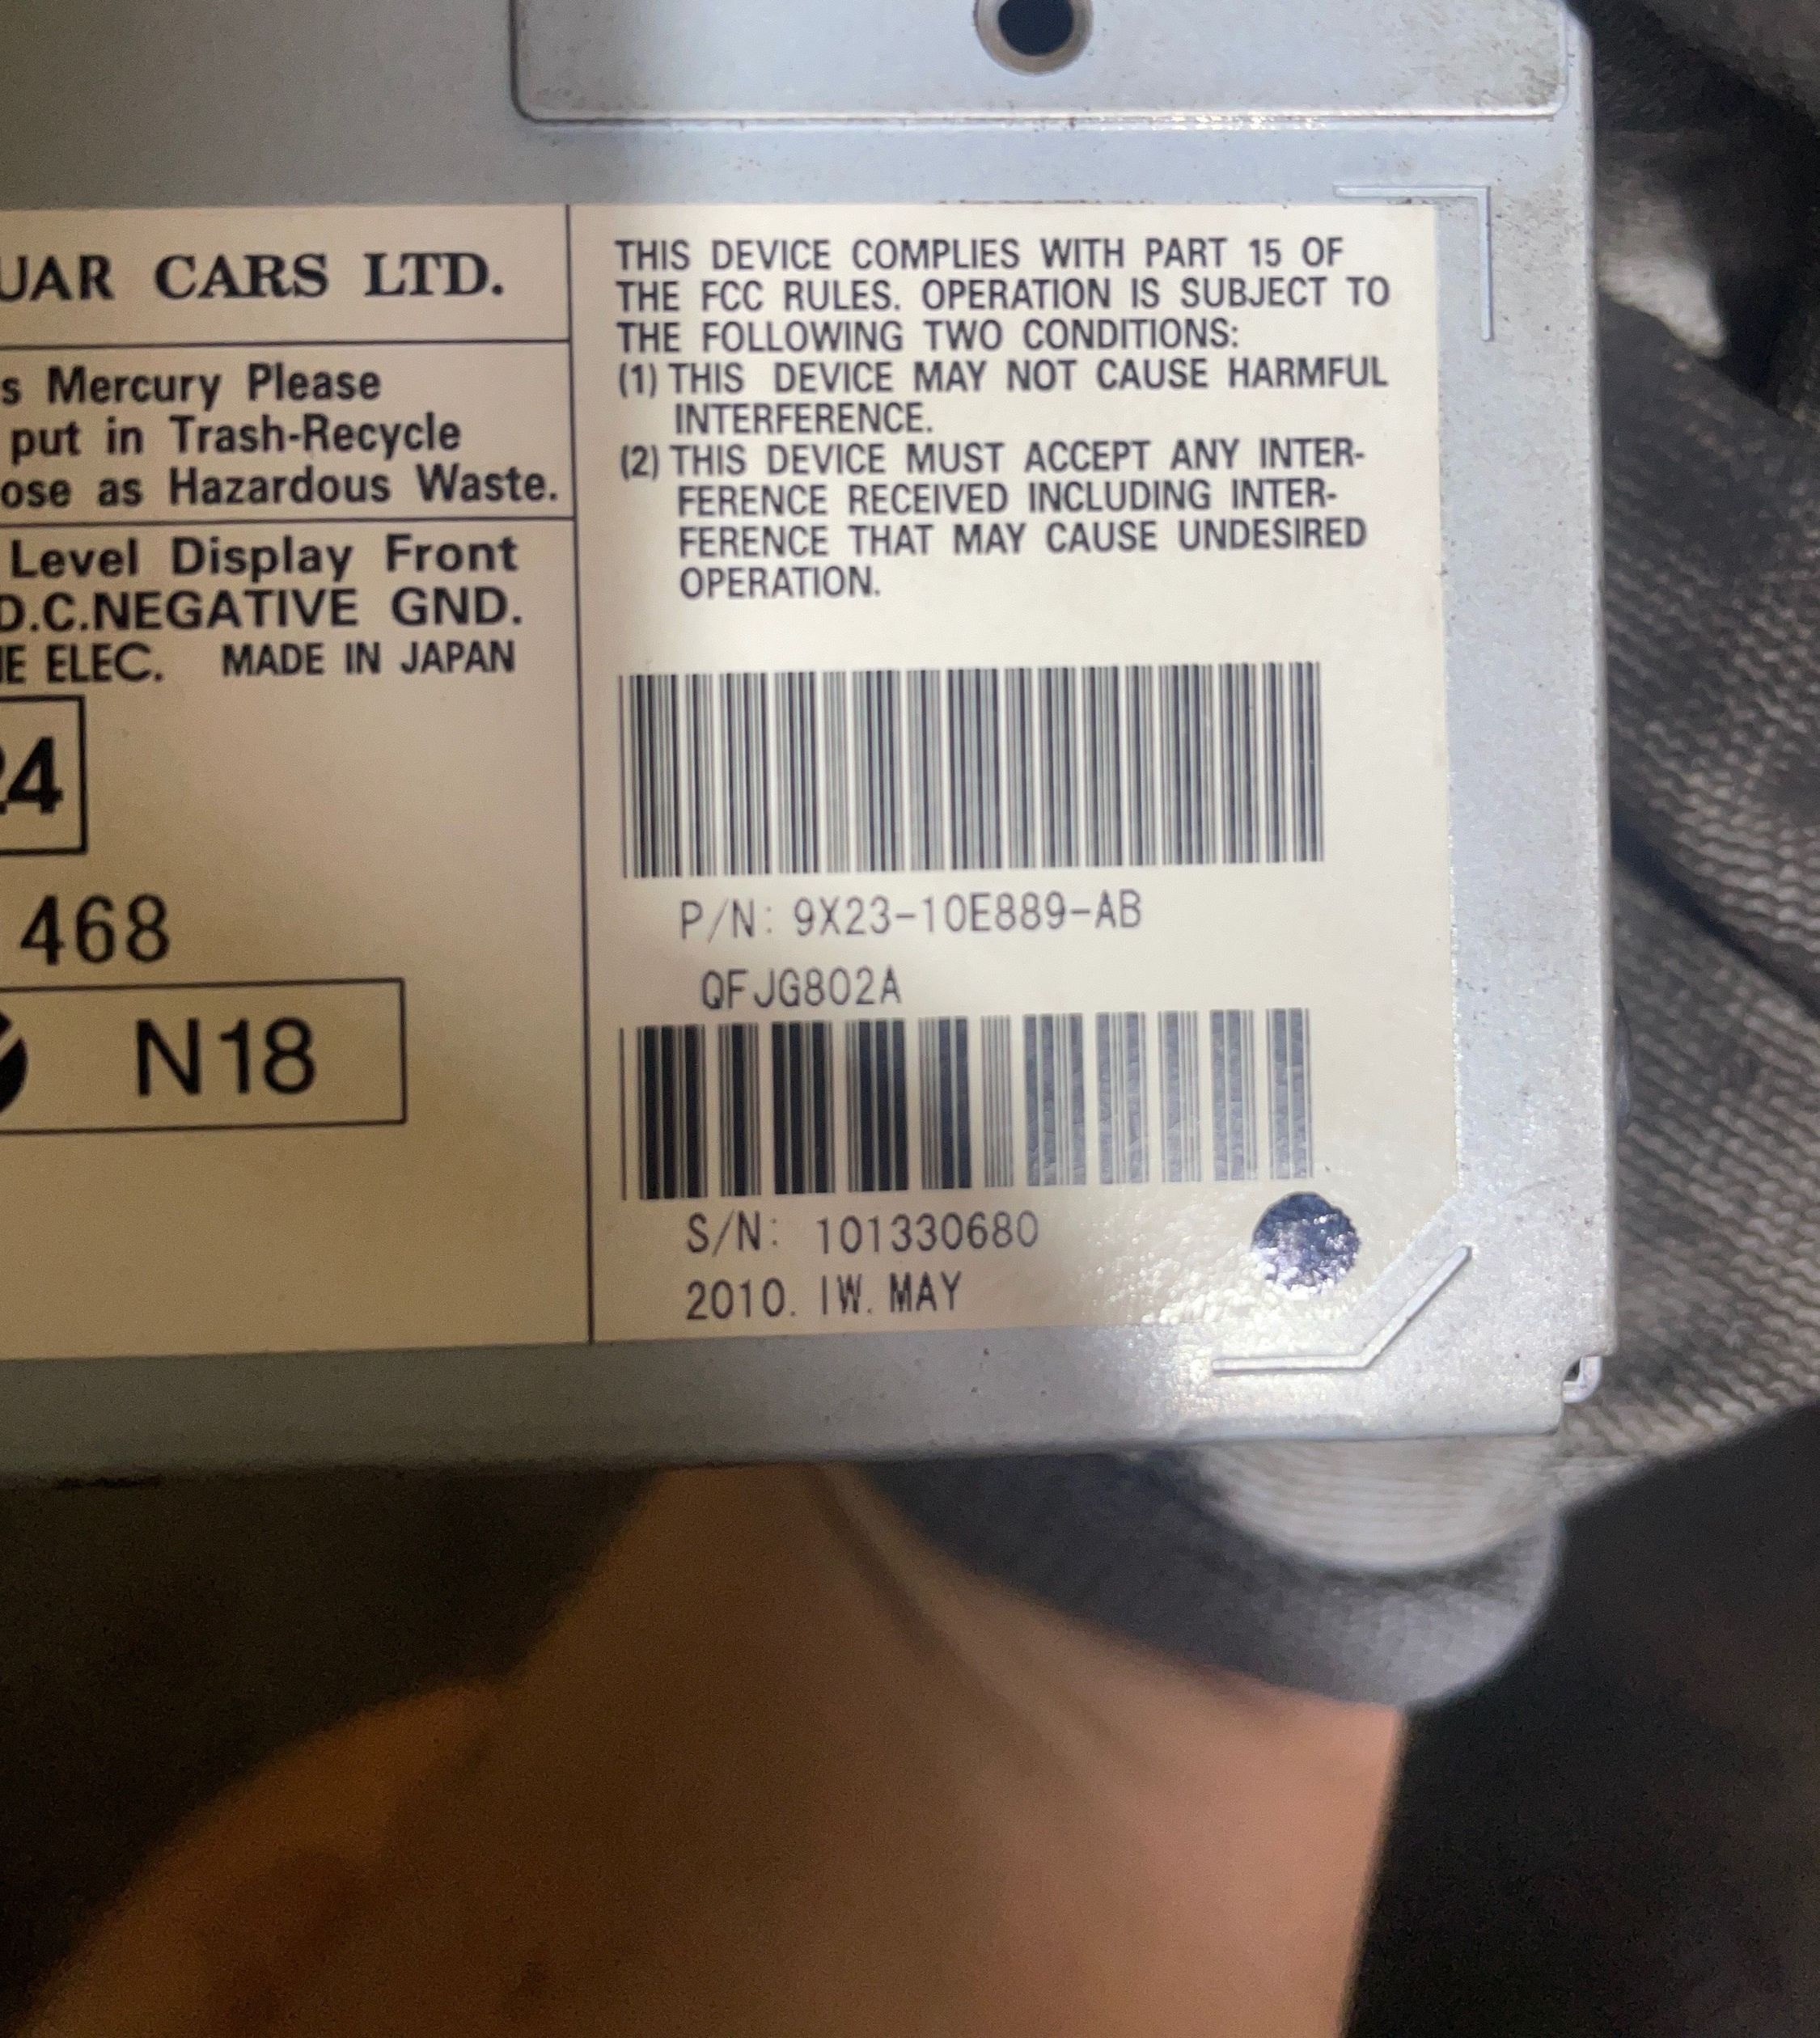 UAR CARS LTD.
s Mercury Please
put in Trash-Recycle
ose as Hazardous Waste.
Level Display Front
D.C.NEGATIVE GND.
E ELEC. MADE IN JAPAN
24
468
N18
THIS DEVICE COMPLIES WITH PART 15 OF
THE FCC RULES. OPERATION IS SUBJECT TO
THE FOLLOWING TWO CONDITIONS:
(1) THIS DEVICE MAY NOT CAUSE HARMFUL
INTERFERENCE.
(2) THIS DEVICE MUST ACCEPT ANY INTER-
FERENCE RECEIVED INCLUDING INTER-
FERENCE THAT MAY CAUSE UNDESIRED
OPERATION.
P/N: 9X23-10E889-AB
QFJG802A
S/N: 101330680
2010. IW. MAY